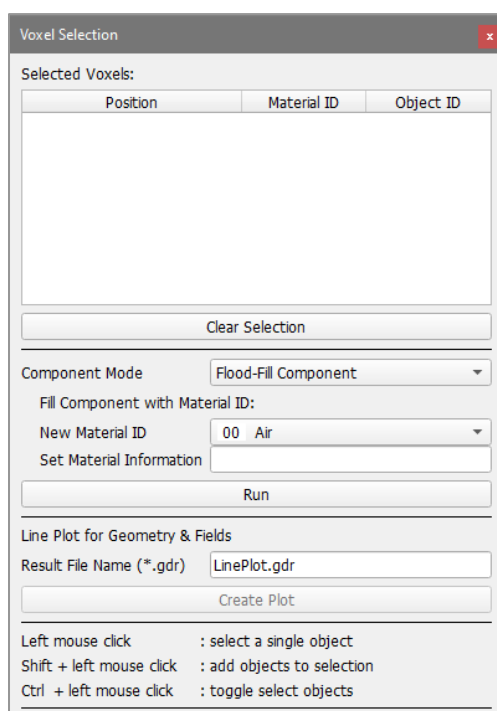 Voxel Selection x
Selected Voxels:
Position Material ID Object ID
Clear Selection
Component Mode Flood-Fill Component
Fill Component with Material ID:
New Material ID 00 Air
Set Material Information
Run
Line Plot for Geometry & Fields
Result File Name (*.gdr) LinePlot.gdr
Create Plot
Left mouse click : select a single object
Shift + left mouse click : add objects to selection
Ctrl + left mouse click : toggle select objects